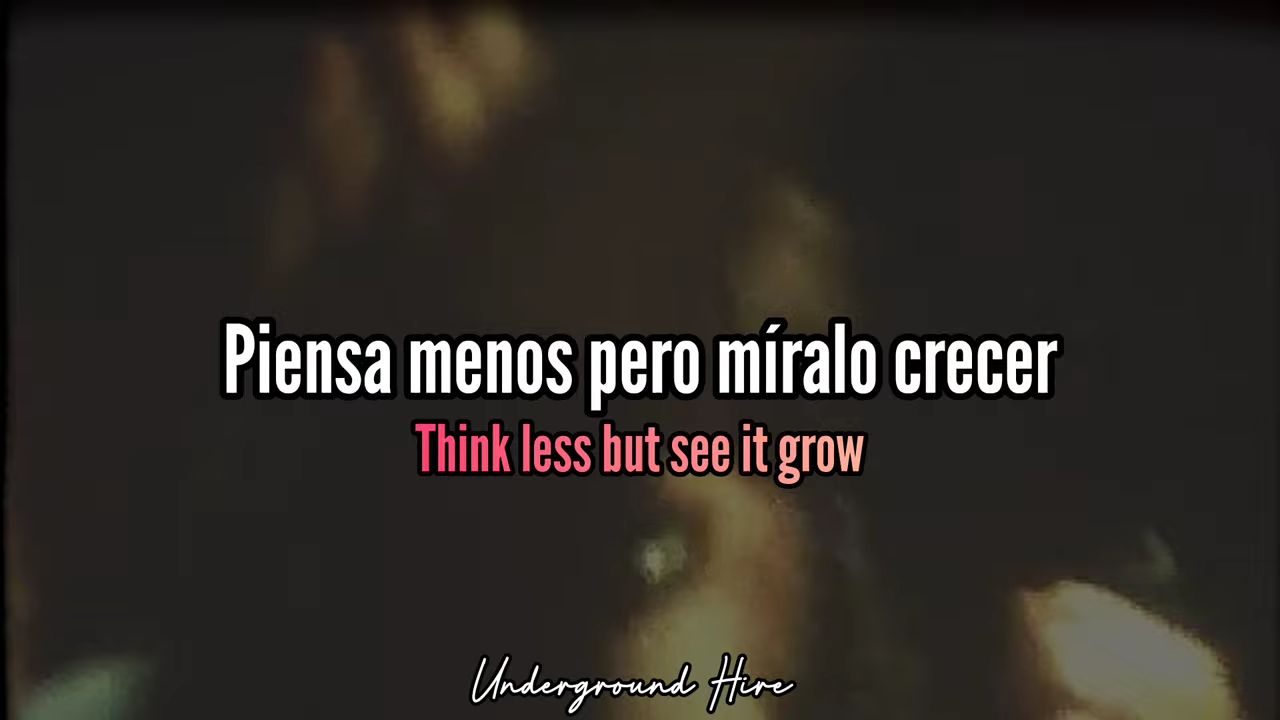 Piensa menos pero míralo crecer
Think less but see it grow
Underground Hire